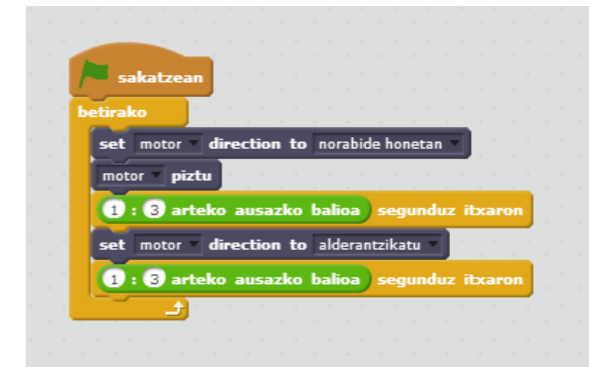 sakatzean
betirako
set motor direction to norabide honetan
motor piztu
1 : 3 arteko ausazko balioa segunduz itxaron
set motor direction to alderantzikatu
1 : 3 arteko ausazko balioa segunduz itxaron